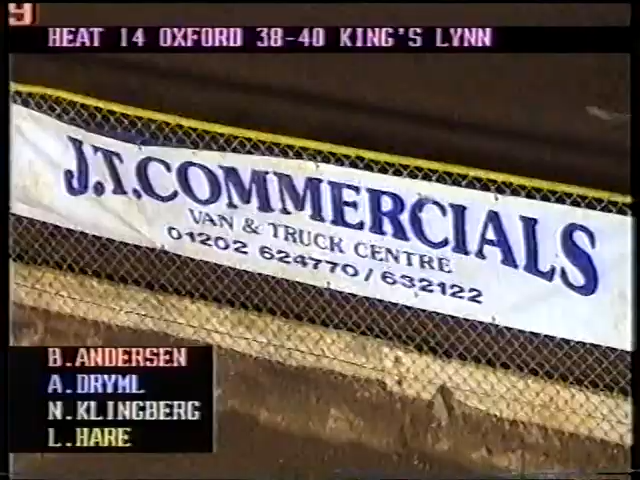 9
HEAT 14 OXFORD 38-40 KING'S LYNN
J.T.COMMERCIALS
VAN & TRUCK CENTRE
01202 624770/632122
B.ANDERSEN
A.DRYML
N.KLINGBERG
L.HARE